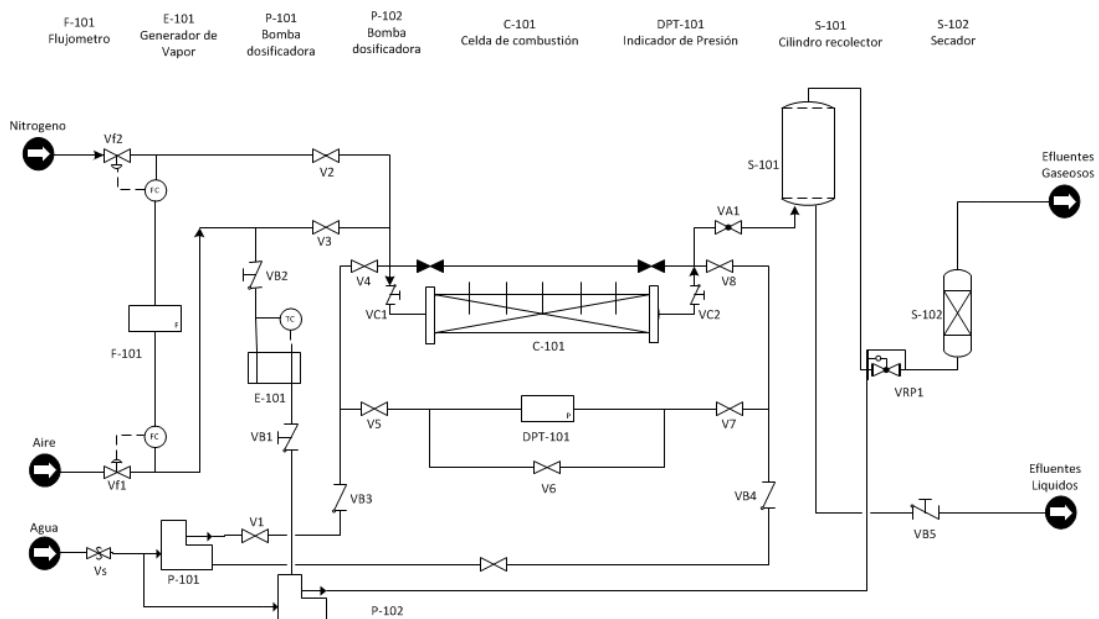 F-101
Flujometro
E-101
Generador de
Vapor
P-101
Bomba
dosificadora
P-102
Bomba
dosificadora
C-101
Celda de combustión
DPT-101
Indicador de Presión
S-101
Cilindro recolector
S-102
Secador
Nitrogeno
Vf2
FC
V2
V3
VB2
V4
VC1
C-101
V8
VC2
VA1
S-101
Efluentes
Gaseosos
S-102
VRP1
F
F-101
TC
E-101
VB1
V5
P
DPT-101
V7
V6
FC
Aire
Vf1
VB3
VB4
Efluentes
Liquidos
VB5
Agua
Vs
V1
P-101
P-102